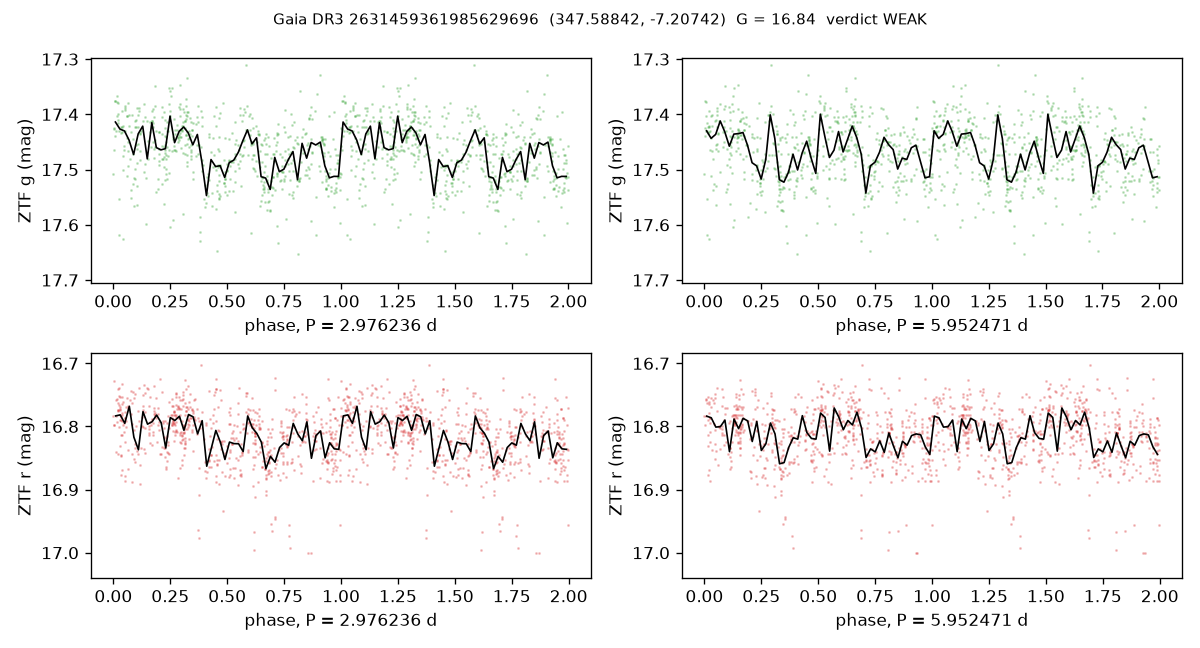 Gaia DR3 2631459361985629696 (347.58842, -7.20742) G = 16.84 verdict WEAK
17.3
17.4
17.5
17.6
17.7
ZTF g (mag)
0.00 0.25 0.50 0.75 1.00 1.25 1.50 1.75 2.00
phase, P = 2.976236 d
17.3
17.4
17.5
17.6
17.7
ZTF g (mag)
0.00 0.25 0.50 0.75 1.00 1.25 1.50 1.75 2.00
phase, P = 5.952471 d
16.7
16.8
16.9
17.0
ZTF r (mag)
0.00 0.25 0.50 0.75 1.00 1.25 1.50 1.75 2.00
phase, P = 2.976236 d
16.7
16.8
16.9
17.0
ZTF r (mag)
0.00 0.25 0.50 0.75 1.00 1.25 1.50 1.75 2.00
phase, P = 5.952471 d